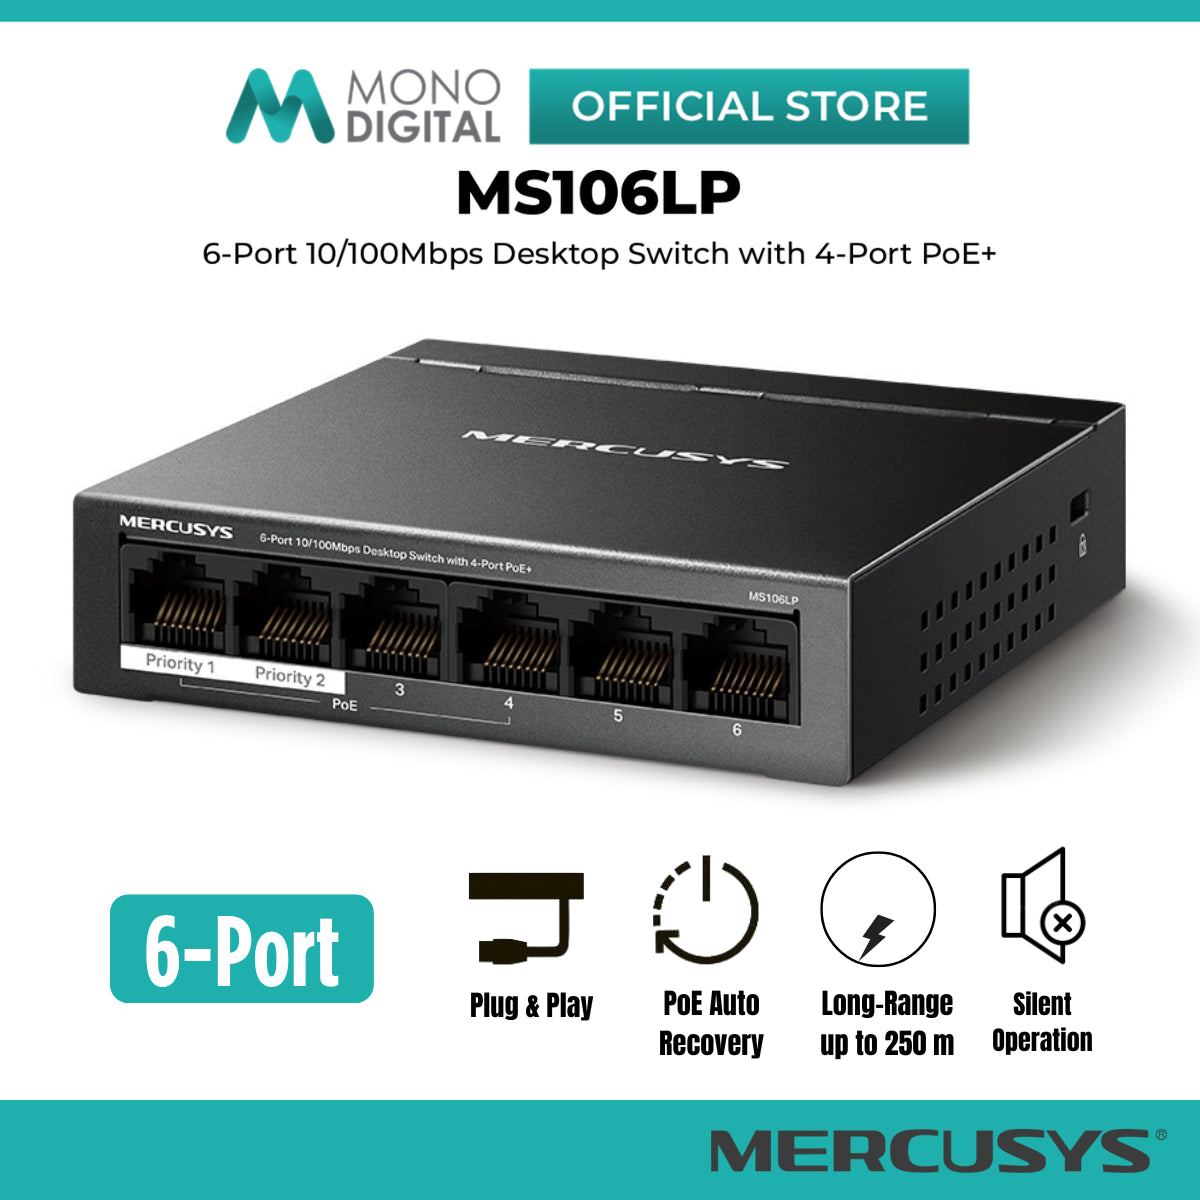 MONO
DIGITAL
OFFICIAL STORE
MS106LP
6-Port 10/100Mbps Desktop Switch with 4-Port PoE+
MERCUSYS
MERCUSYS
6-Port 10/100Mbps Desktop Switch with 4-Port PoE+
MS106LP
Priority 1
Priority 2
3
4
5
6
PoE
6-Port
Plug & Play
PoE Auto
Recovery
Long-Range
up to 250 m
Silent
Operation
MERCUSYS®